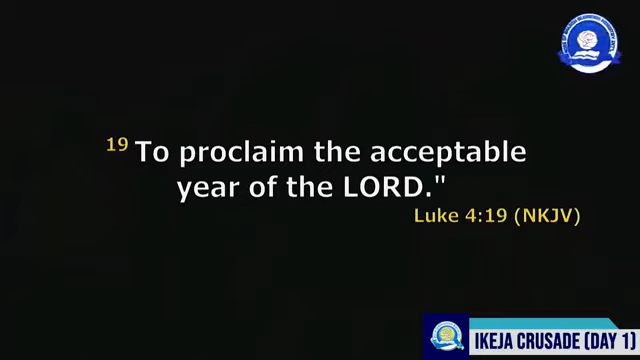 19 To proclaim the acceptable
year of the LORD."
Luke 4:19 (NKJV)
IKEJA CRUSADE (DAY 1)